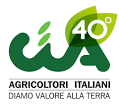 cia 40°
AGRICOLTORI ITALIANI
DIAMO VALORE ALLA TERRA